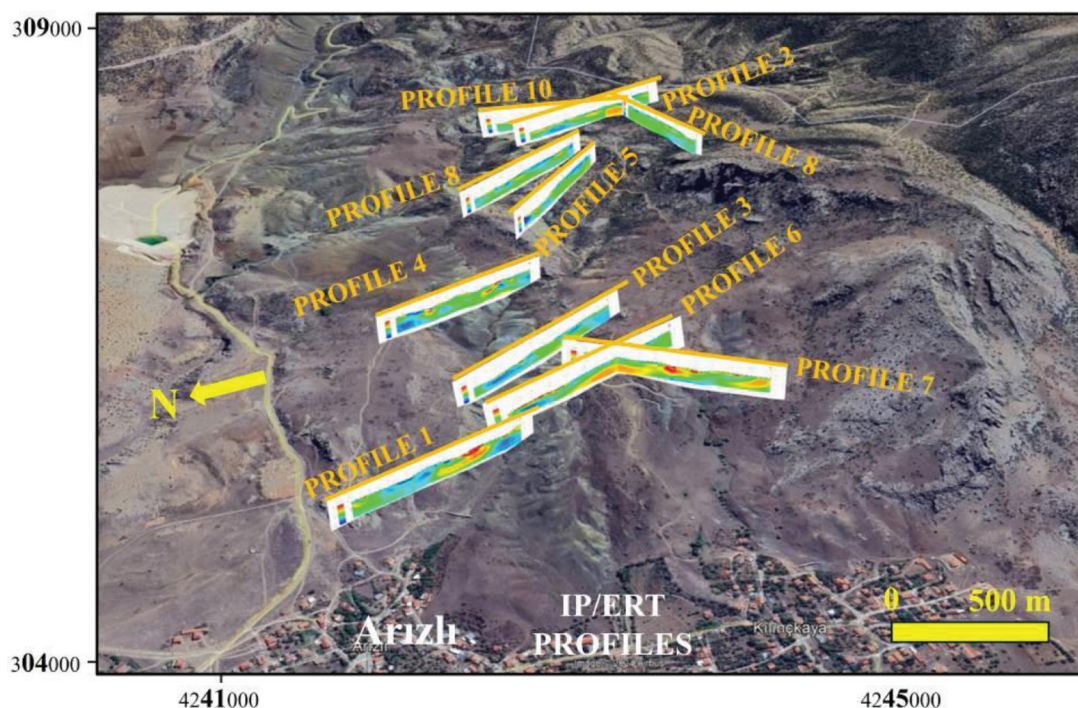 309000
PROFILE 10
PROFILE 2
PROFILE 8
PROFILE 8
PROFILE 5
PROFILE 4
PROFILE 3
PROFILE 6
N
PROFILE 7
PROFILE 1
Arızlı
Arızlı
IP/ERT
PROFILES
Kılınçkaya
0 500 m
304000
4241000
4245000